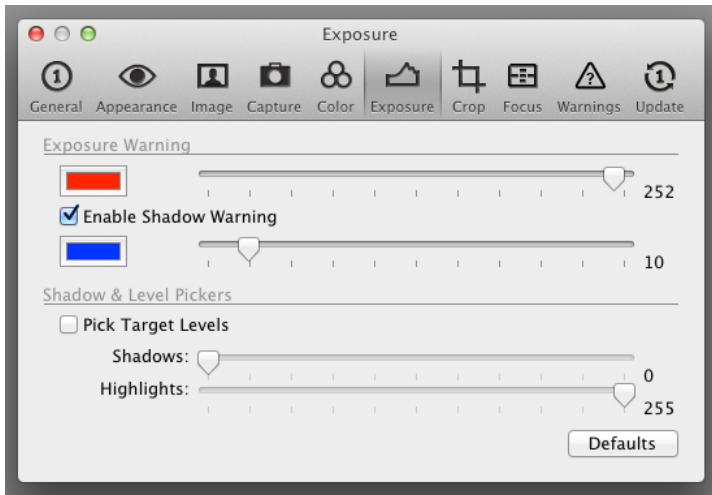 Exposure
General Appearance Image Capture Color Exposure Crop Focus Warnings Update
Exposure Warning
252
Enable Shadow Warning
10
Shadow & Level Pickers
Pick Target Levels
Shadows:
0
Highlights:
255
Defaults